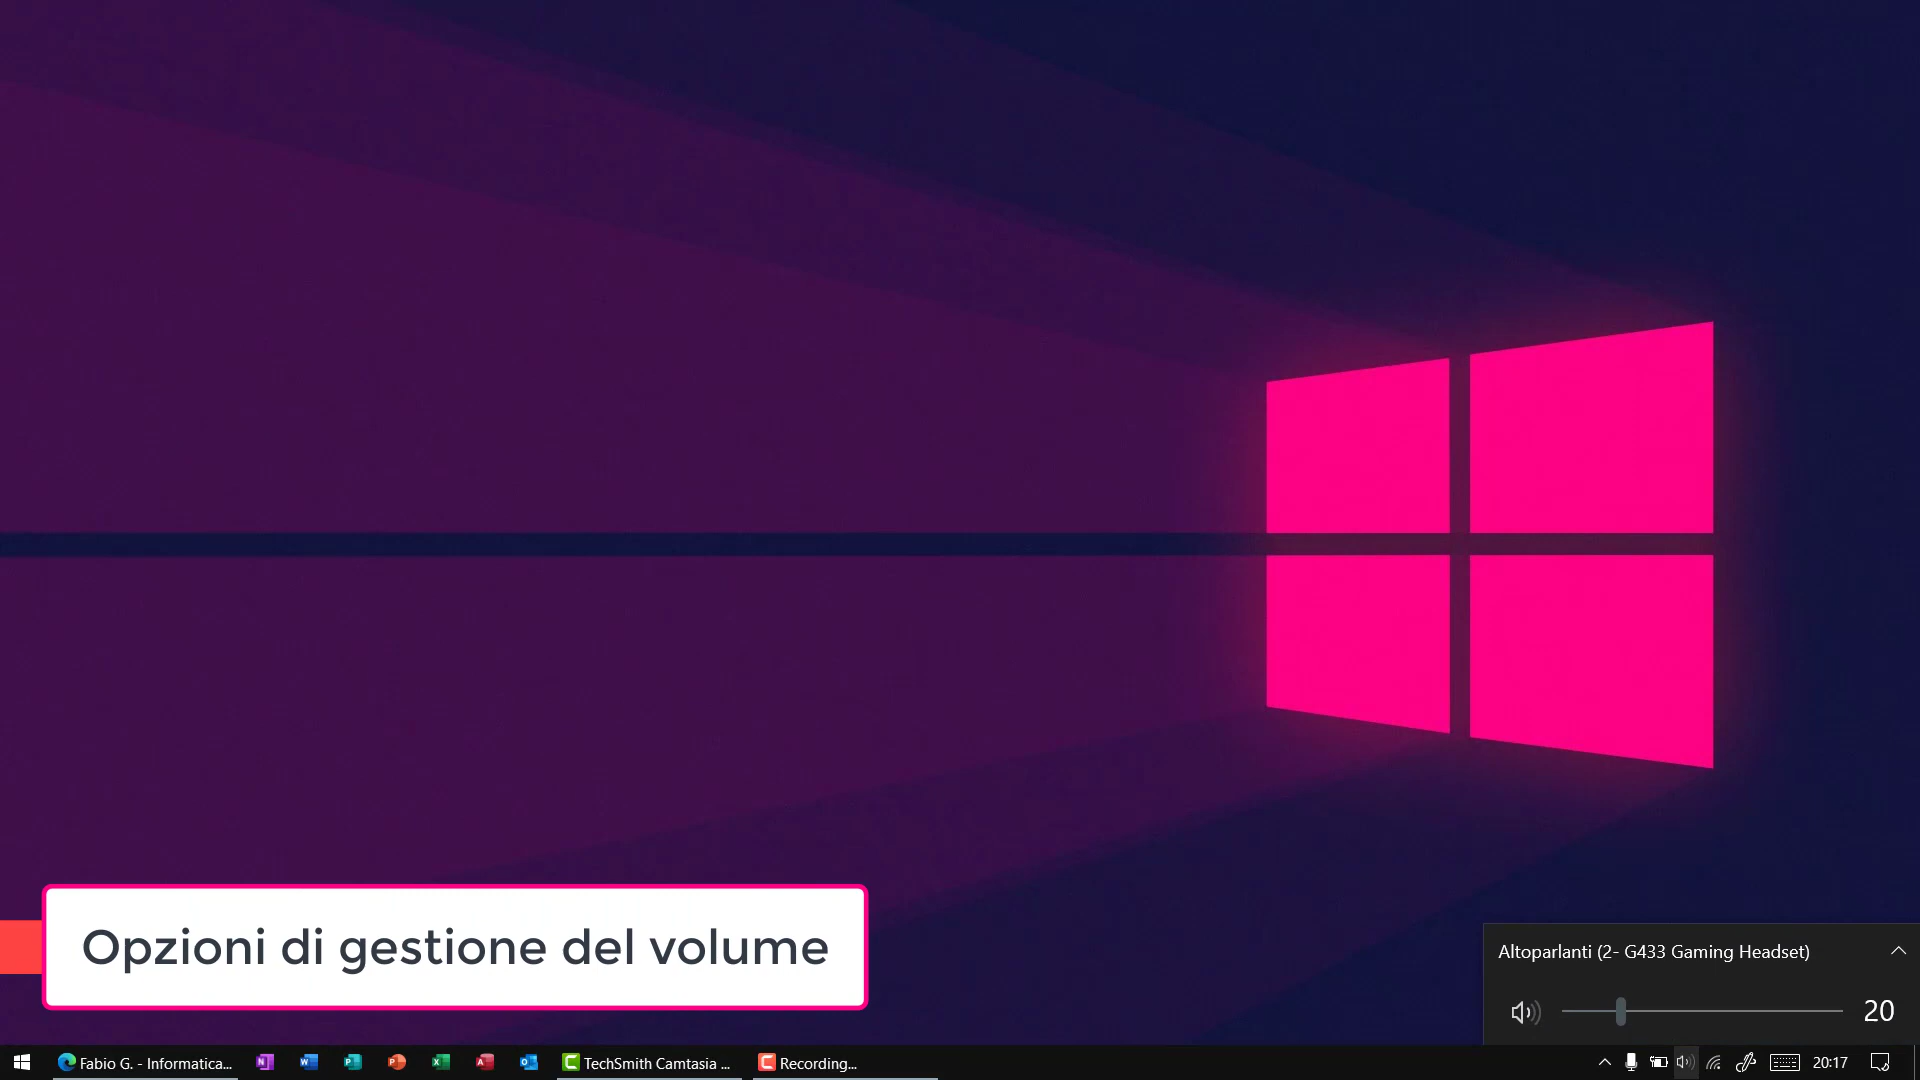 Opzioni di gestione del volume
Altoparlanti (2- G433 Gaming Headset)
20
Fabio G. - Informatica...
TechSmith Camtasia ...
Recording...
20:17